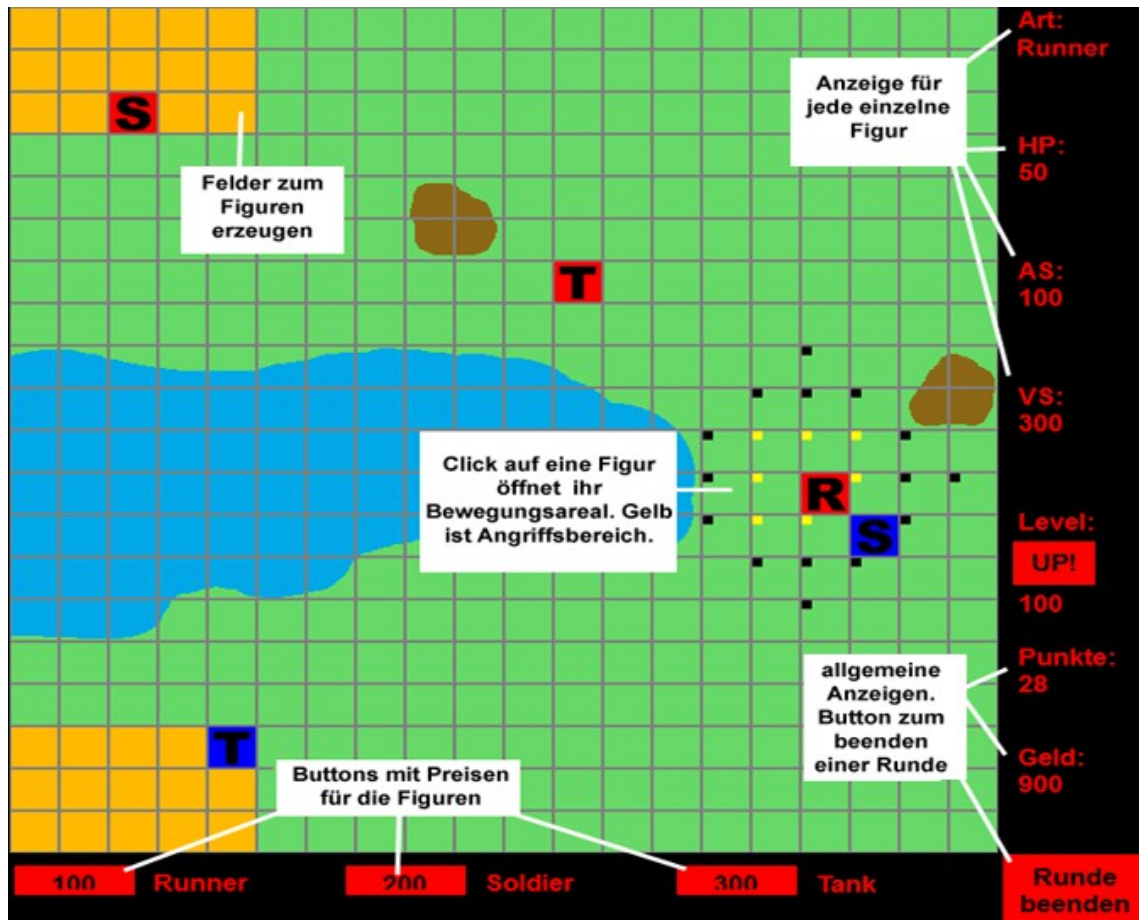 Art:
Runner
Anzeige für
jede einzelne
Figur
S
HP:
50
Felder zum
Figuren
erzeugen
AS:
100
T
VS:
300
Click auf eine Figur
öffnet ihr
Bewegungsareal. Gelb
ist Angriffsbereich.
R
S
Level:
UP!
100
allgemeine
Anzeigen.
Button zum
beenden
einer Runde
Punkte:
28
T
Geld:
900
Buttons mit Preisen
für die Figuren
100 Runner 200 Soldier 300 Tank
Runde
beenden